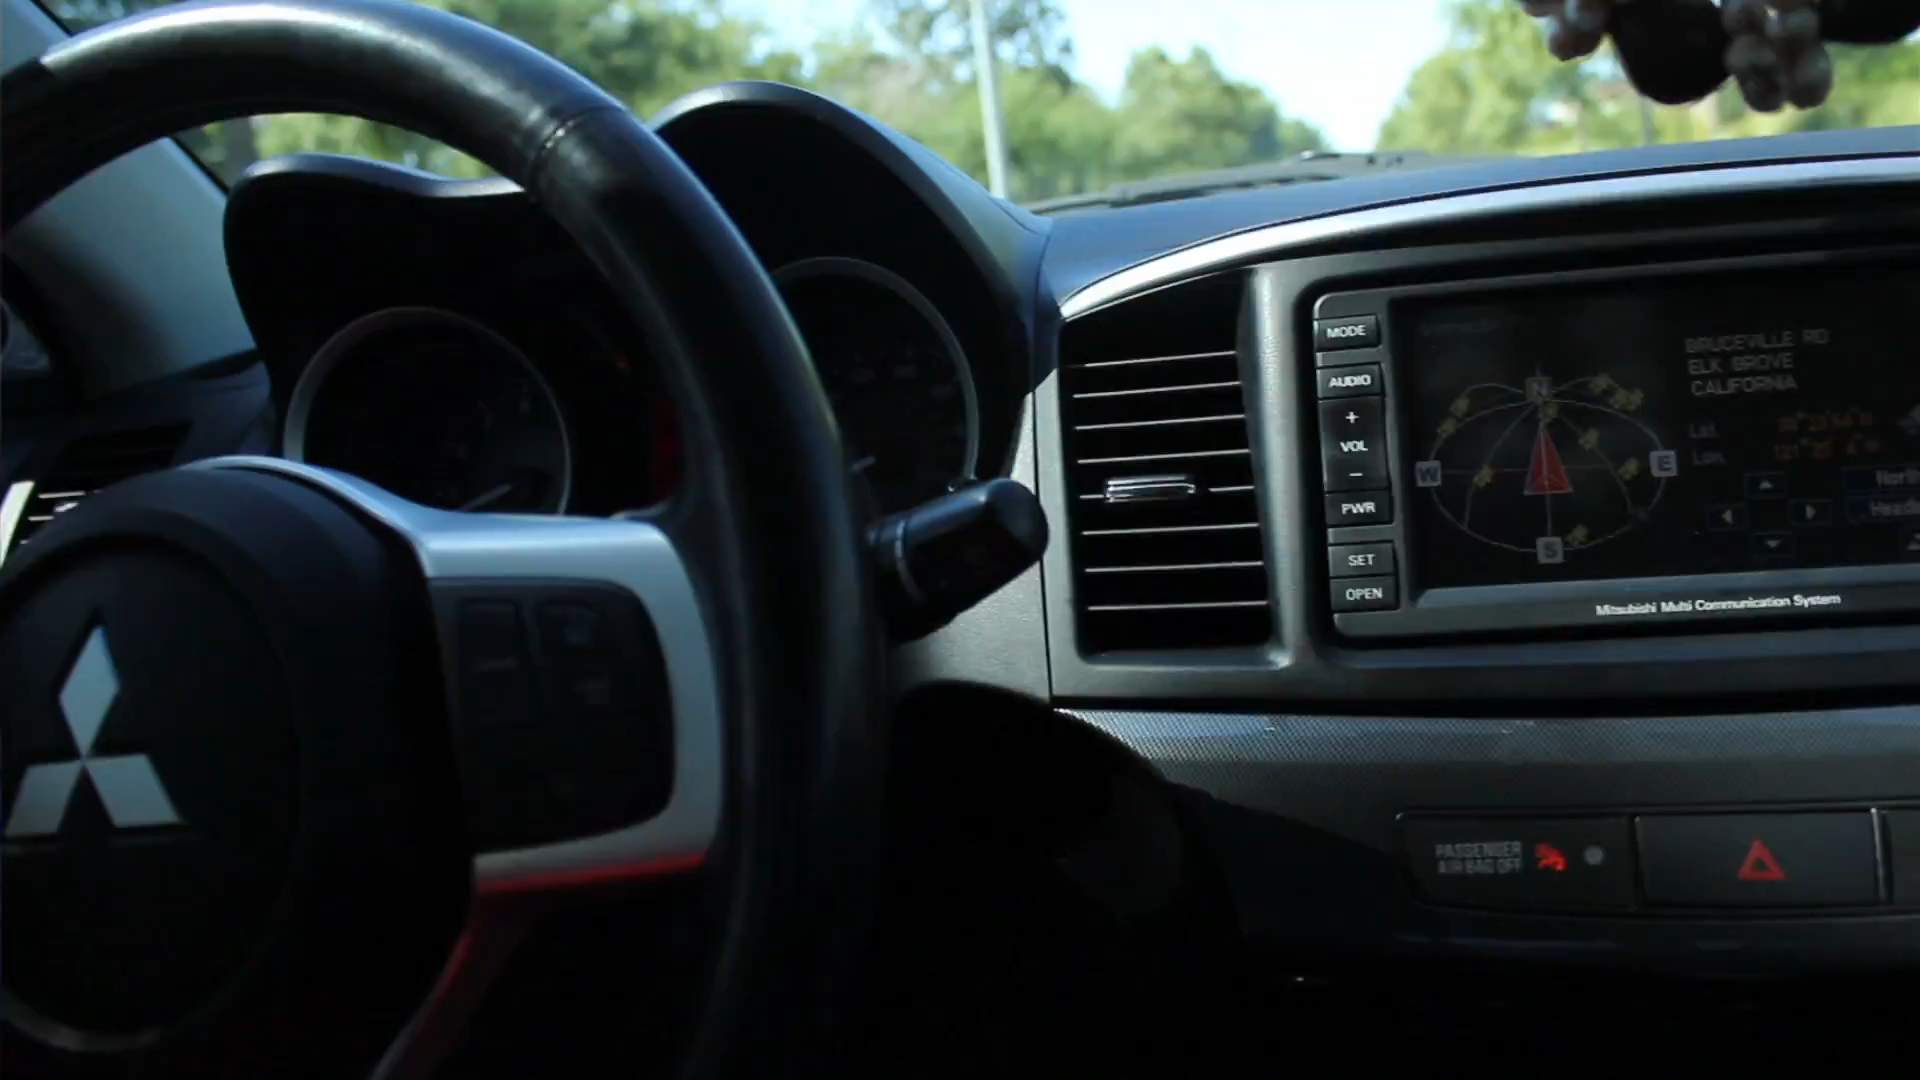 MODE
AUDIO
+
VOL
-
PWR
SET
OPEN
BRUCEVILLE RD
ELK GROVE
CALIFORNIA
N
W
E
S
Lat.
Lon.
North
Mitsubishi Multi Communication System
PASSENGER
AIR BAG OFF